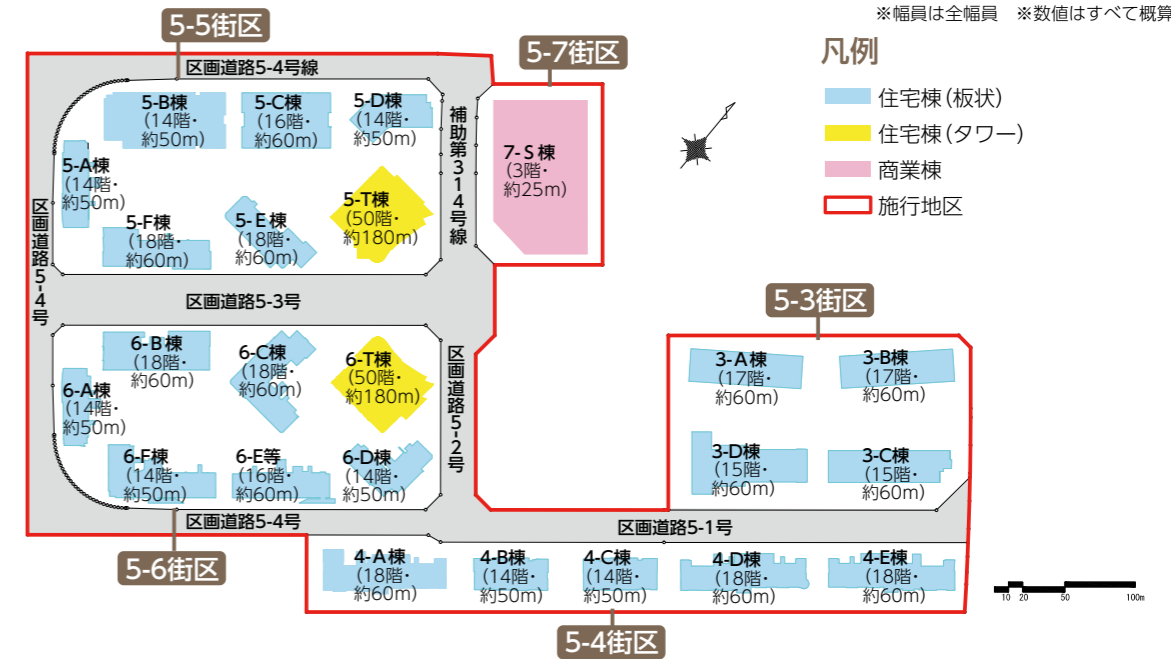 ※幅員は全幅員　※数値はすべて概算
5-5街区
5-7街区
凡例
住宅棟(板状)
住宅棟(タワー)
商業棟
施行地区
区画道路5-4号線
5-B棟
(14階・
約50m)
5-C棟
(16階・
約60m)
5-D棟
(14階・
約50m)
補助第314号線
7-S棟
(3階・
約25m)
5-A棟
(14階・
約50m)
5-F棟
(18階・
約60m)
5-E棟
(18階・
約60m)
5-T棟
(50階・
約180m)
区画道路5-4号
区画道路5-3号
5-3街区
6-B棟
(18階・
約60m)
6-C棟
(18階・
約60m)
6-T棟
(50階・
約180m)
区画道路5-2号
3-A棟
(17階・
約60m)
3-B棟
(17階・
約60m)
6-A棟
(14階・
約50m)
6-F棟
(14階・
約50m)
6-E等
(16階・
約60m)
6-D棟
(14階・
約50m)
3-D棟
(15階・
約60m)
3-C棟
(15階・
約60m)
区画道路5-4号
区画道路5-1号
5-6街区
4-A棟
(18階・
約60m)
4-B棟
(14階・
約50m)
4-C棟
(14階・
約50m)
4-D棟
(18階・
約60m)
4-E棟
(18階・
約60m)
10 20 50 100m
5-4街区